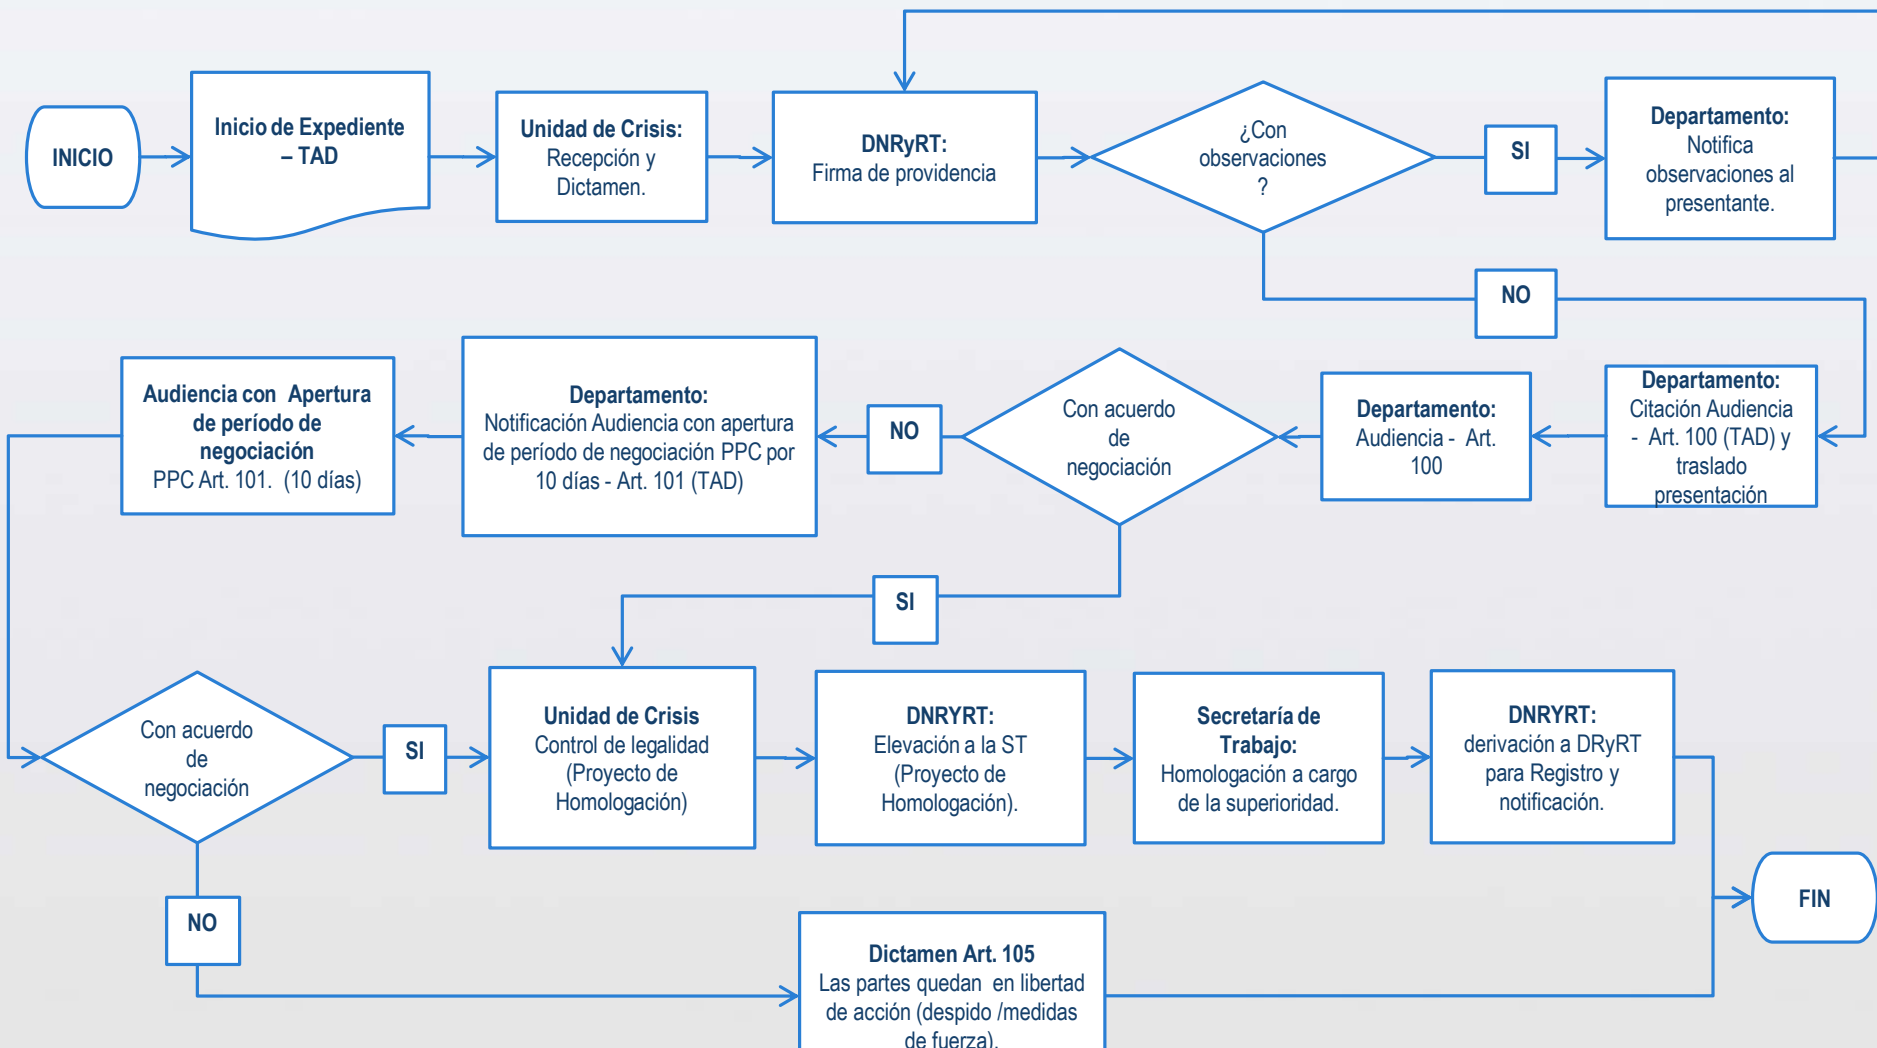 INICIO
Inicio de Expediente
– TAD
Unidad de Crisis:
Recepción y
Dictamen.
DNRyRT:
Firma de providencia
¿Con
observaciones
?
SI
Departamento:
Notifica
observaciones al
presentante.
NO
Audiencia con Apertura
de período de
negociación
PPC Art. 101. (10 días)
Departamento:
Notificación Audiencia con apertura
de período de negociación PPC por
10 días - Art. 101 (TAD)
NO
Con acuerdo
de
negociación
Departamento:
Audiencia - Art.
100
Departamento:
Citación Audiencia
- Art. 100 (TAD) y
traslado
presentación
SI
Con acuerdo
de
negociación
SI
Unidad de Crisis
Control de legalidad
(Proyecto de
Homologación)
DNRYRT:
Elevación a la ST
(Proyecto de
Homologación).
Secretaría de
Trabajo:
Homologación a cargo
de la superioridad.
DNRYRT:
derivación a DRyRT
para Registro y
notificación.
FIN
NO
Dictamen Art. 105
Las partes quedan en libertad
de acción (despido /medidas
de fuerza).